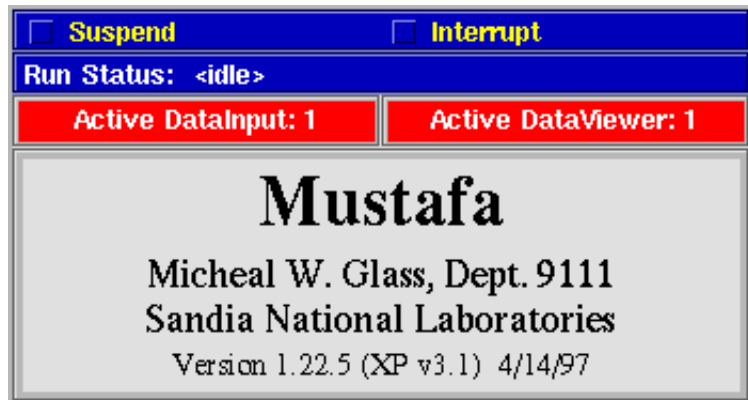 Suspend Interrupt
Run Status: <idle>
Active DataInput: 1 Active DataViewer: 1
Mustafa
Micheal W. Glass, Dept. 9111
Sandia National Laboratories
Version 1.22.5 (XP v3.1) 4/14/97